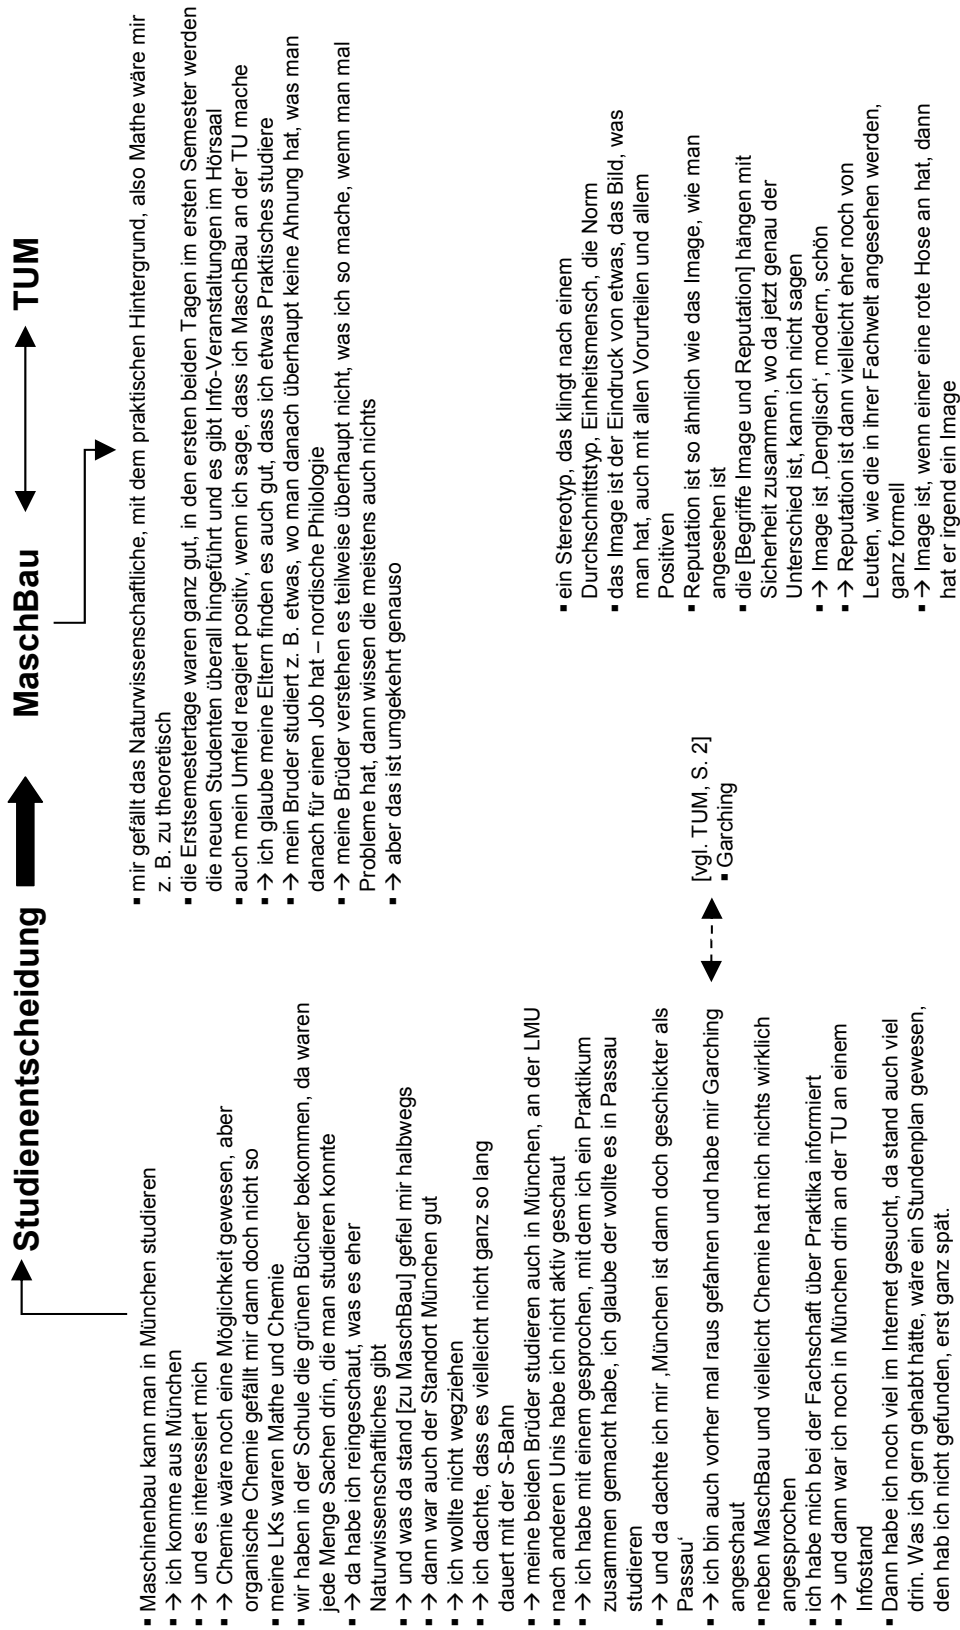 Studienentscheidung MaschBau TUM
▪ Maschinenbau kann man in München studieren
▪ → ich komme aus München
▪ → und es interessiert mich
▪ → Chemie wäre noch eine Möglichkeit gewesen, aber
organische Chemie gefällt mir dann doch nicht so
▪ meine LKs waren Mathe und Chemie
▪ wir haben in der Schule die grünen Bücher bekommen, da waren
jede Menge Sachen drin, die man studieren konnte
▪ → da habe ich reingeschaut, was es eher
Naturwissenschaftliches gibt
▪ → und was da stand [zu MaschBau] gefiel mir halbwegs
▪ → dann war auch der Standort München gut
▪ → ich wollte nicht wegziehen
▪ → ich dachte, dass es vielleicht nicht ganz so lang
dauert mit der S-Bahn
▪ → meine beiden Brüder studieren auch in München, an der LMU
▪ nach anderen Unis habe ich nicht aktiv geschaut
▪ → ich habe mit einem gesprochen, mit dem ich ein Praktikum
zusammen gemacht habe, ich glaube der wollte es in Passau
studieren
▪ → und da dachte ich mir ‚München ist dann doch geschickter als
Passau‘
▪ → ich bin auch vorher mal raus gefahren und habe mir Garching
angeschaut
▪ neben MaschBau und vielleicht Chemie hat mich nichts wirklich
angesprochen
▪ ich habe mich bei der Fachschaft über Praktika informiert
▪ → und dann war ich noch in München drin an der TU an einem
Infostand
▪ Dann habe ich noch viel im Internet gesucht, da stand auch viel
drin. Was ich gern gehabt hätte, wäre ein Stundenplan gewesen,
den hab ich nicht gefunden, erst ganz spät.
▪ mir gefällt das Naturwissenschaftliche, mit dem praktischen Hintergrund, also Mathe wäre mir
z. B. zu theoretisch
▪ die Erstsemestertage waren ganz gut, in den ersten beiden Tagen im ersten Semester werden
die neuen Studenten überall hingeführt und es gibt Info-Veranstaltungen im Hörsaal
▪ auch mein Umfeld reagiert positiv, wenn ich sage, dass ich MaschBau an der TU mache
▪ → ich glaube meine Eltern finden es auch gut, dass ich etwas Praktisches studiere
▪ → mein Bruder studiert z. B. etwas, wo man danach überhaupt keine Ahnung hat, was man
danach für einen Job hat – nordische Philologie
▪ → meine Brüder verstehen es teilweise überhaupt nicht, was ich so mache, wenn man mal
Probleme hat, dann wissen die meistens auch nichts
▪ → aber das ist umgekehrt genauso
[vgl. TUM, S. 2]
▪ Garching
▪ ein Stereotyp, das klingt nach einem
Durchschnittstyp, Einheitsmensch, die Norm
▪ das Image ist der Eindruck von etwas, das Bild, was
man hat, auch mit allen Vorurteilen und allem
Positiven
▪ Reputation ist so ähnlich wie das Image, wie man
angesehen ist
▪ die [Begriffe Image und Reputation] hängen mit
Sicherheit zusammen, wo da jetzt genau der
Unterschied ist, kann ich nicht sagen
▪ → Image ist ‚Denglisch‘, modern, schön
▪ → Reputation ist dann vielleicht eher noch von
Leuten, wie die in ihrer Fachwelt angesehen werden,
ganz formell
▪ → Image ist, wenn einer eine rote Hose an hat, dann
hat er irgend ein Image